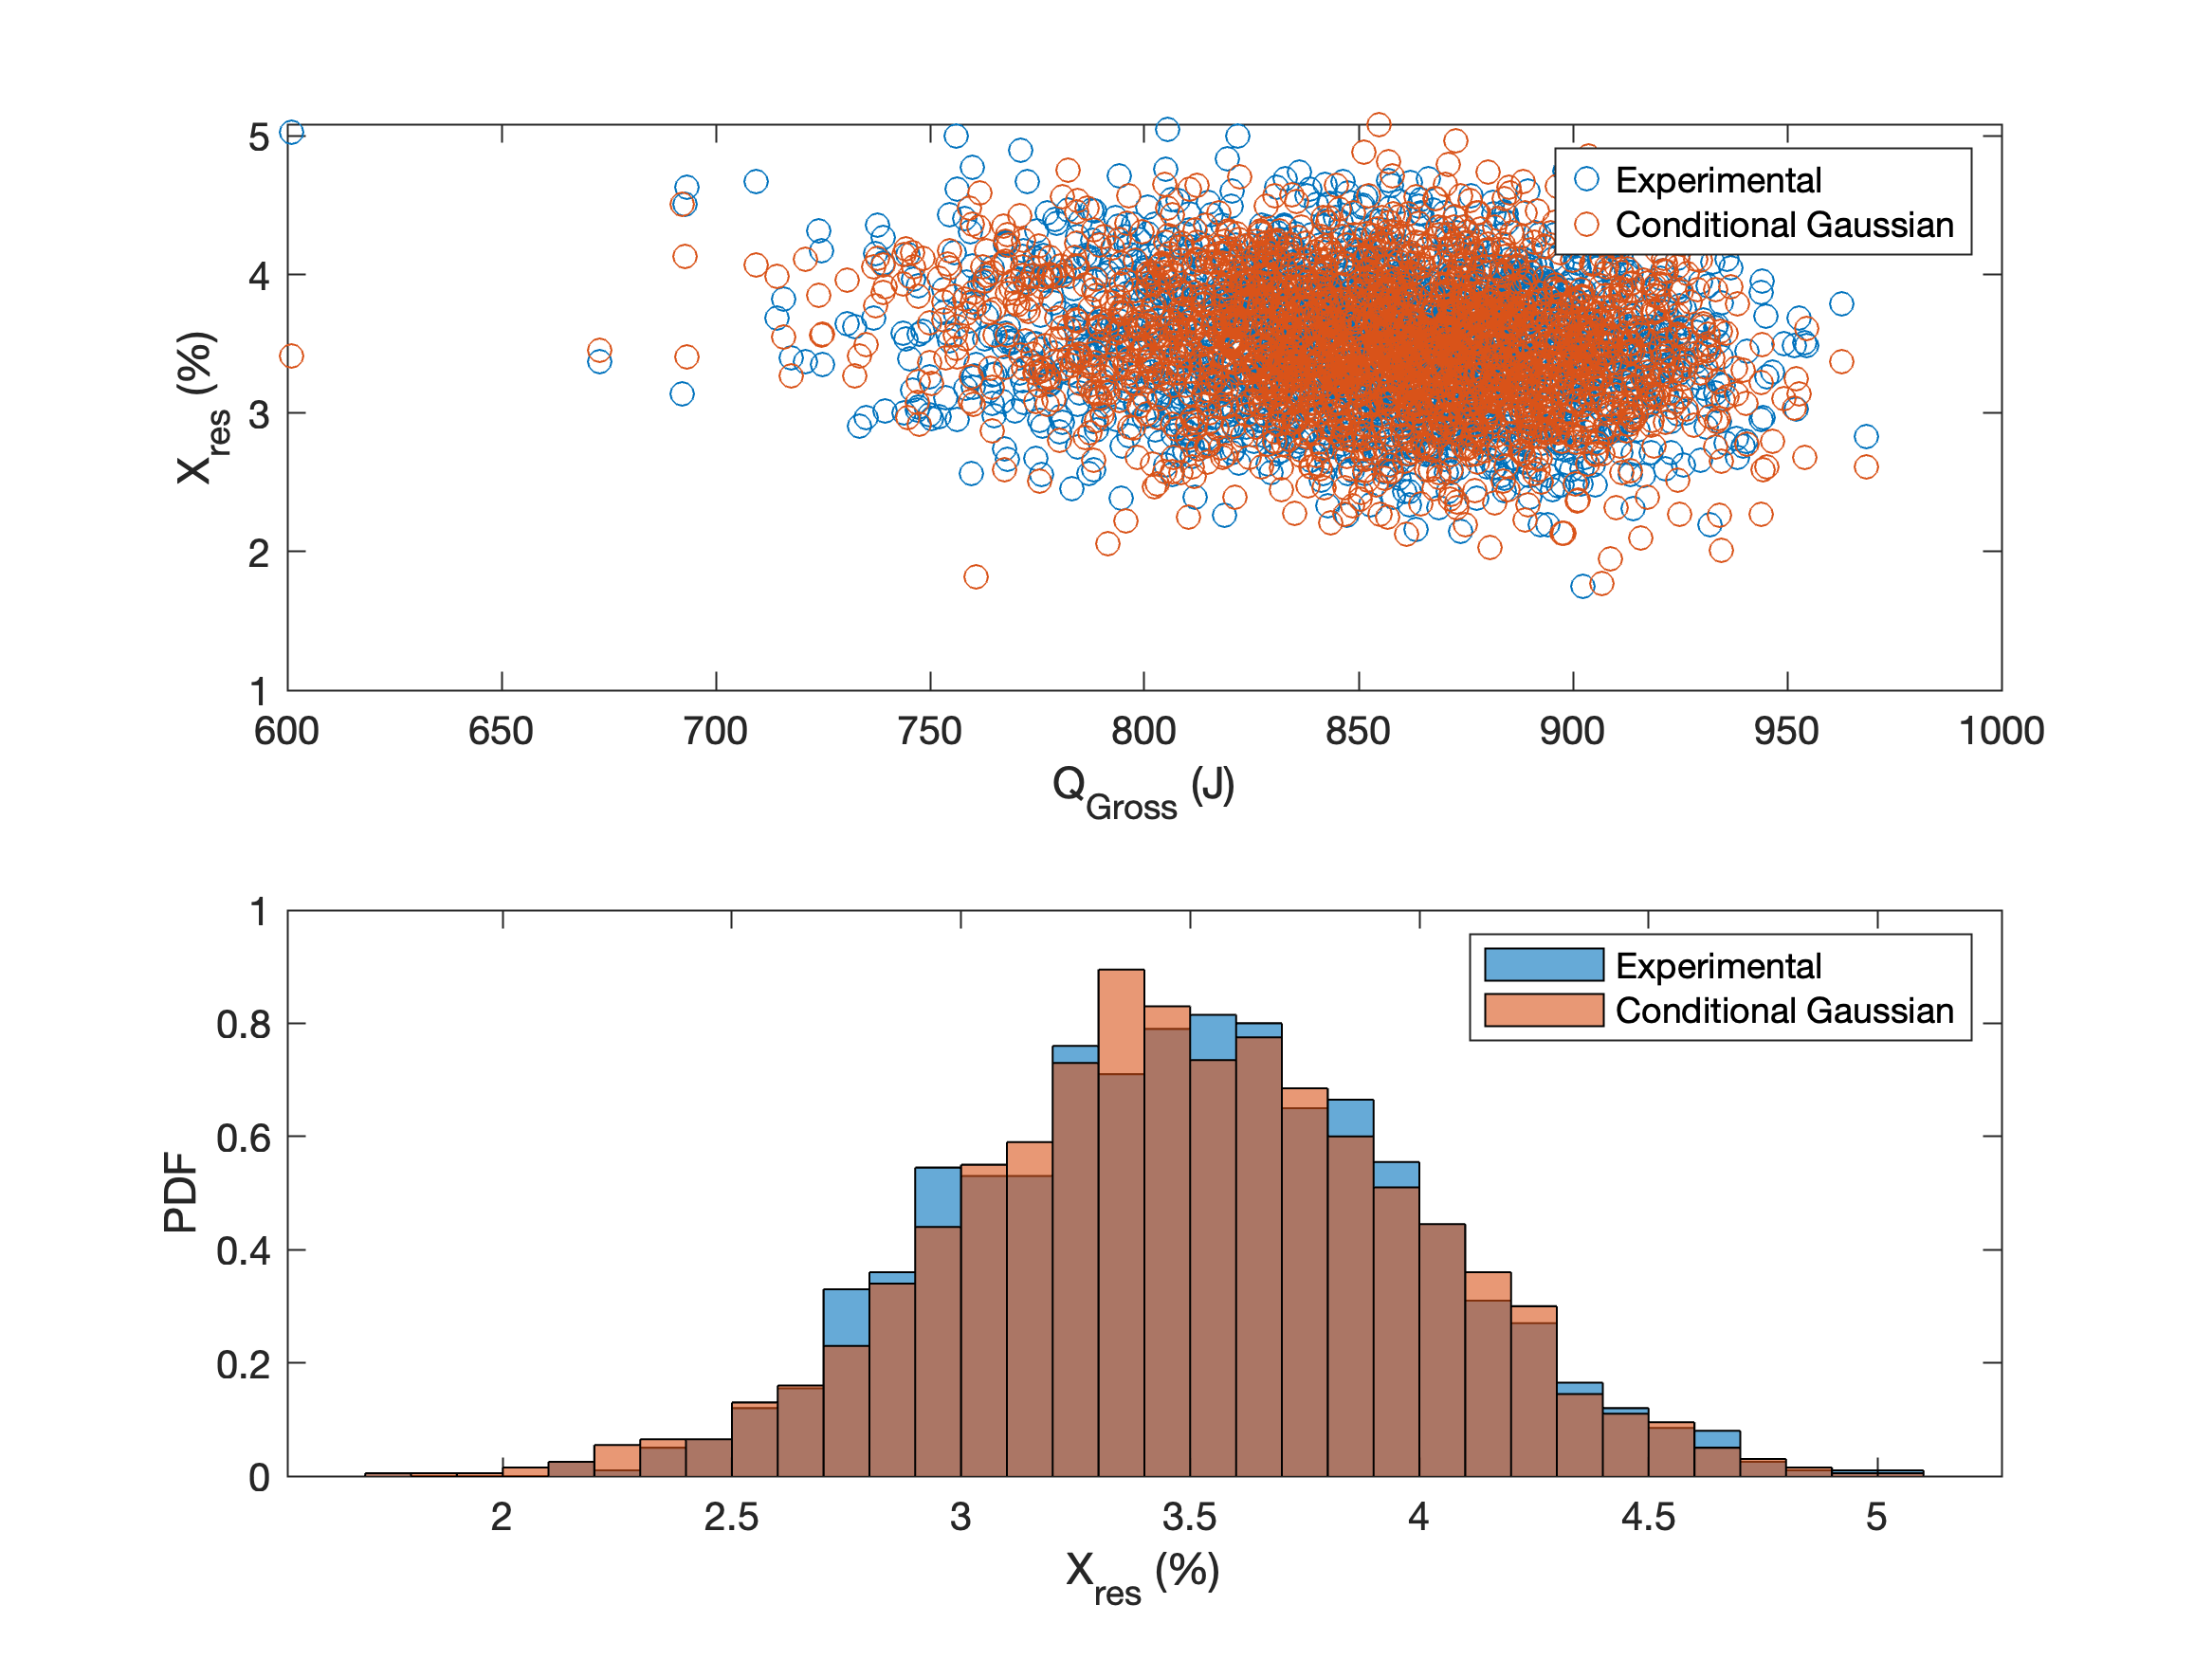 5
4
3
2
1
X_res (%)
Experimental
Conditional Gaussian
600 650 700 750 800 850 900 950 1000
Q_Gross (J)
1
0.8
0.6
0.4
0.2
0
PDF
Experimental
Conditional Gaussian
2 2.5 3 3.5 4 4.5 5
X_res (%)